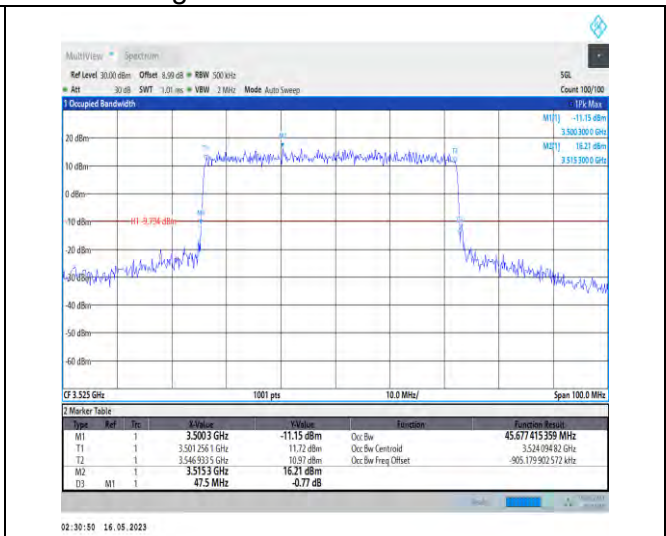 MultiView Spectrum
Ref Level 30.00 dBm Offset 8.99 dB RBW 500 kHz SGL
Att 30 dB SWT 1.01 ms VBW 2 MHz Mode Auto Sweep Count 100/100
1 Occupied Bandwidth 1Pk Max
M1[1] -11.15 dBm
3.500 300 0 GHz
M2[1] 16.21 dBm
3.515 300 0 GHz
20 dBm
10 dBm
0 dBm
-10 dBm
H1 -9.794 dBm
-20 dBm
-30 dBm
-40 dBm
-50 dBm
-60 dBm
T1
M2
T2
M1
CF 3.525 GHz 1001 pts 10.0 MHz/ Span 100.0 MHz
2 Marker Table
Type Ref Trc X-Value Y-Value Function Function Result
M1 1 3.5003 GHz -11.15 dBm Occ Bw 45.677 415 359 MHz
T1 1 3.501 256 1 GHz 11.72 dBm Occ Bw Centroid 3.524 094 82 GHz
T2 1 3.546 933 5 GHz 10.97 dBm Occ Bw Freq Offset -905.179 902 572 kHz
M2 1 3.5153 GHz 16.21 dBm
D3 M1 1 47.5 MHz -0.77 dB
02:30:50 16.05.2023